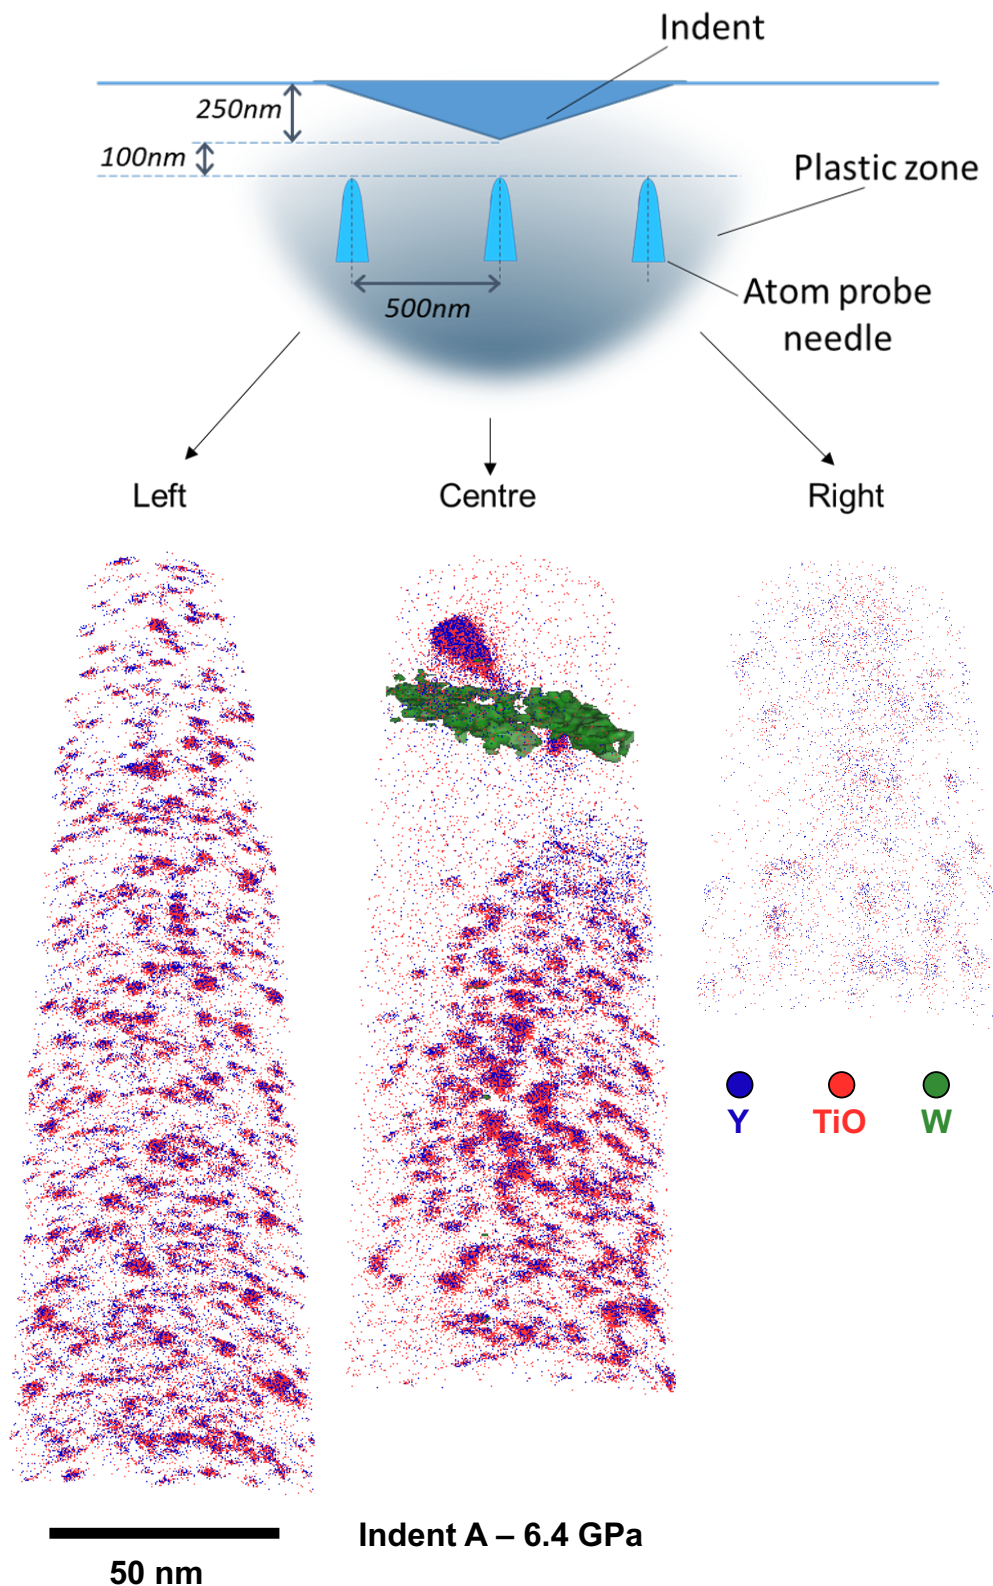 Indent
250nm
100nm
Plastic zone
500nm
Atom probe
needle
Left
Centre
Right
Y
TiO
W
50 nm
Indent A – 6.4 GPa